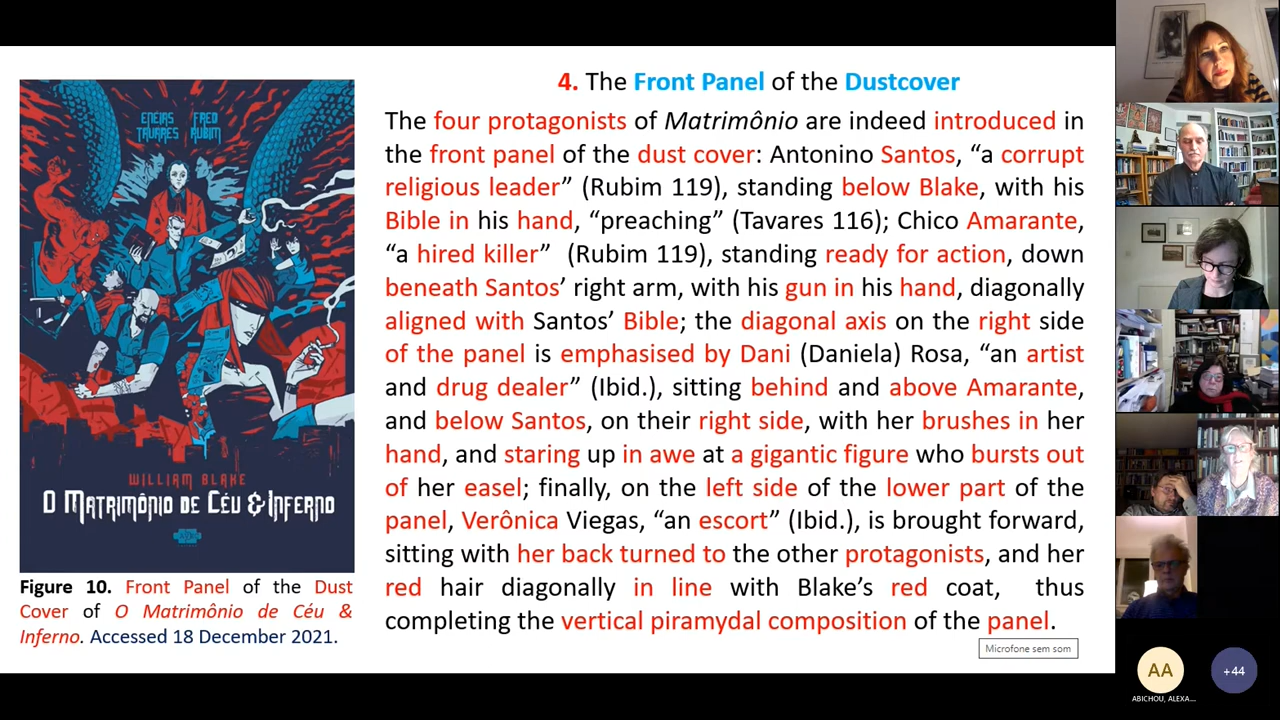 ENÉIAS FRED
TAVARES RUBIM
WILLIAM BLAKE
O MATRIMÔNIO DE CÉU & INFERNO
Figure 10. Front Panel of the Dust
Cover of O Matrimônio de Céu &
Inferno. Accessed 18 December 2021.
4. The Front Panel of the Dustcover
The four protagonists of Matrimônio are indeed introduced in
the front panel of the dust cover: Antonino Santos, “a corrupt
religious leader” (Rubim 119), standing below Blake, with his
Bible in his hand, “preaching” (Tavares 116); Chico Amarante,
“a hired killer” (Rubim 119), standing ready for action, down
beneath Santos’ right arm, with his gun in his hand, diagonally
aligned with Santos’ Bible; the diagonal axis on the right side
of the panel is emphasised by Dani (Daniela) Rosa, “an artist
and drug dealer” (Ibid.), sitting behind and above Amarante,
and below Santos, on their right side, with her brushes in her
hand, and staring up in awe at a gigantic figure who bursts out
of her easel; finally, on the left side of the lower part of the
panel, Verônica Viegas, “an escort” (Ibid.), is brought forward,
sitting with her back turned to the other protagonists, and her
red hair diagonally in line with Blake’s red coat, thus
completing the vertical piramydal composition of the panel.
Microfone sem som
AA
+44
ABICHOU, ALEXA...